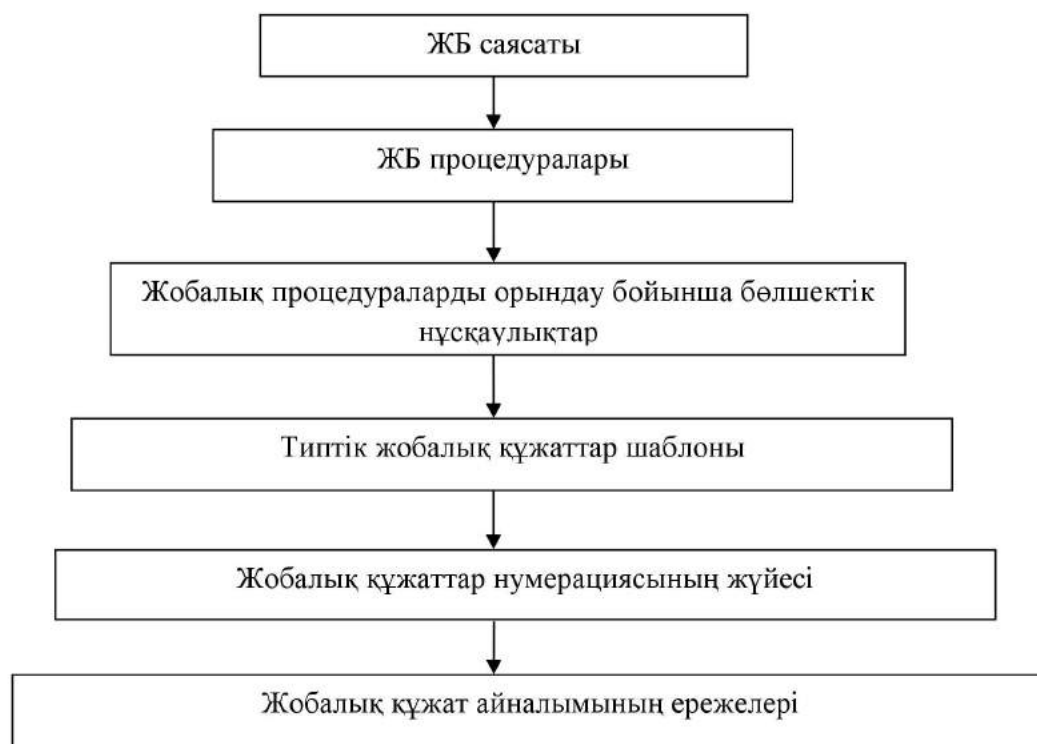 ЖБ саясаты
ЖБ процедуралары
Жобалық процедураларды орындау бойынша бөлшектік
нұсқаулықтар
Типтік жобалық құжаттар шаблоны
Жобалық құжаттар нумерациясының жүйесі
Жобалық құжат айналымының ережелері